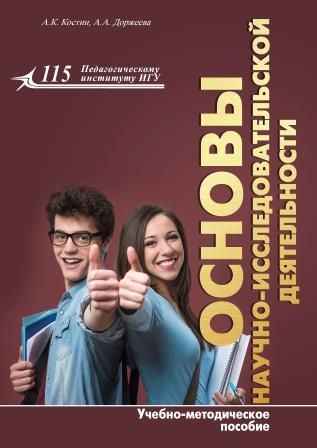 А.К. Костин, А.А. Доржеева
115 Педагогическому
институту ИГУ
ОСНОВЫ
НАУЧНО-ИССЛЕДОВАТЕЛЬСКОЙ
ДЕЯТЕЛЬНОСТИ
Учебно-методическое
пособие